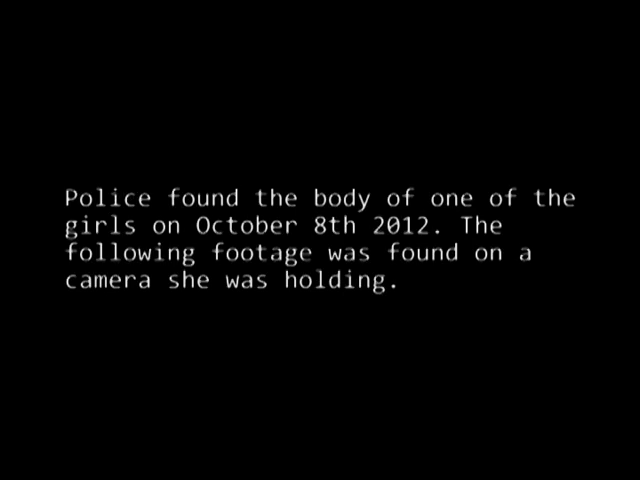 Police found the body of one of the
girls on October 8th 2012. The
following footage was found on a
camera she was holding.